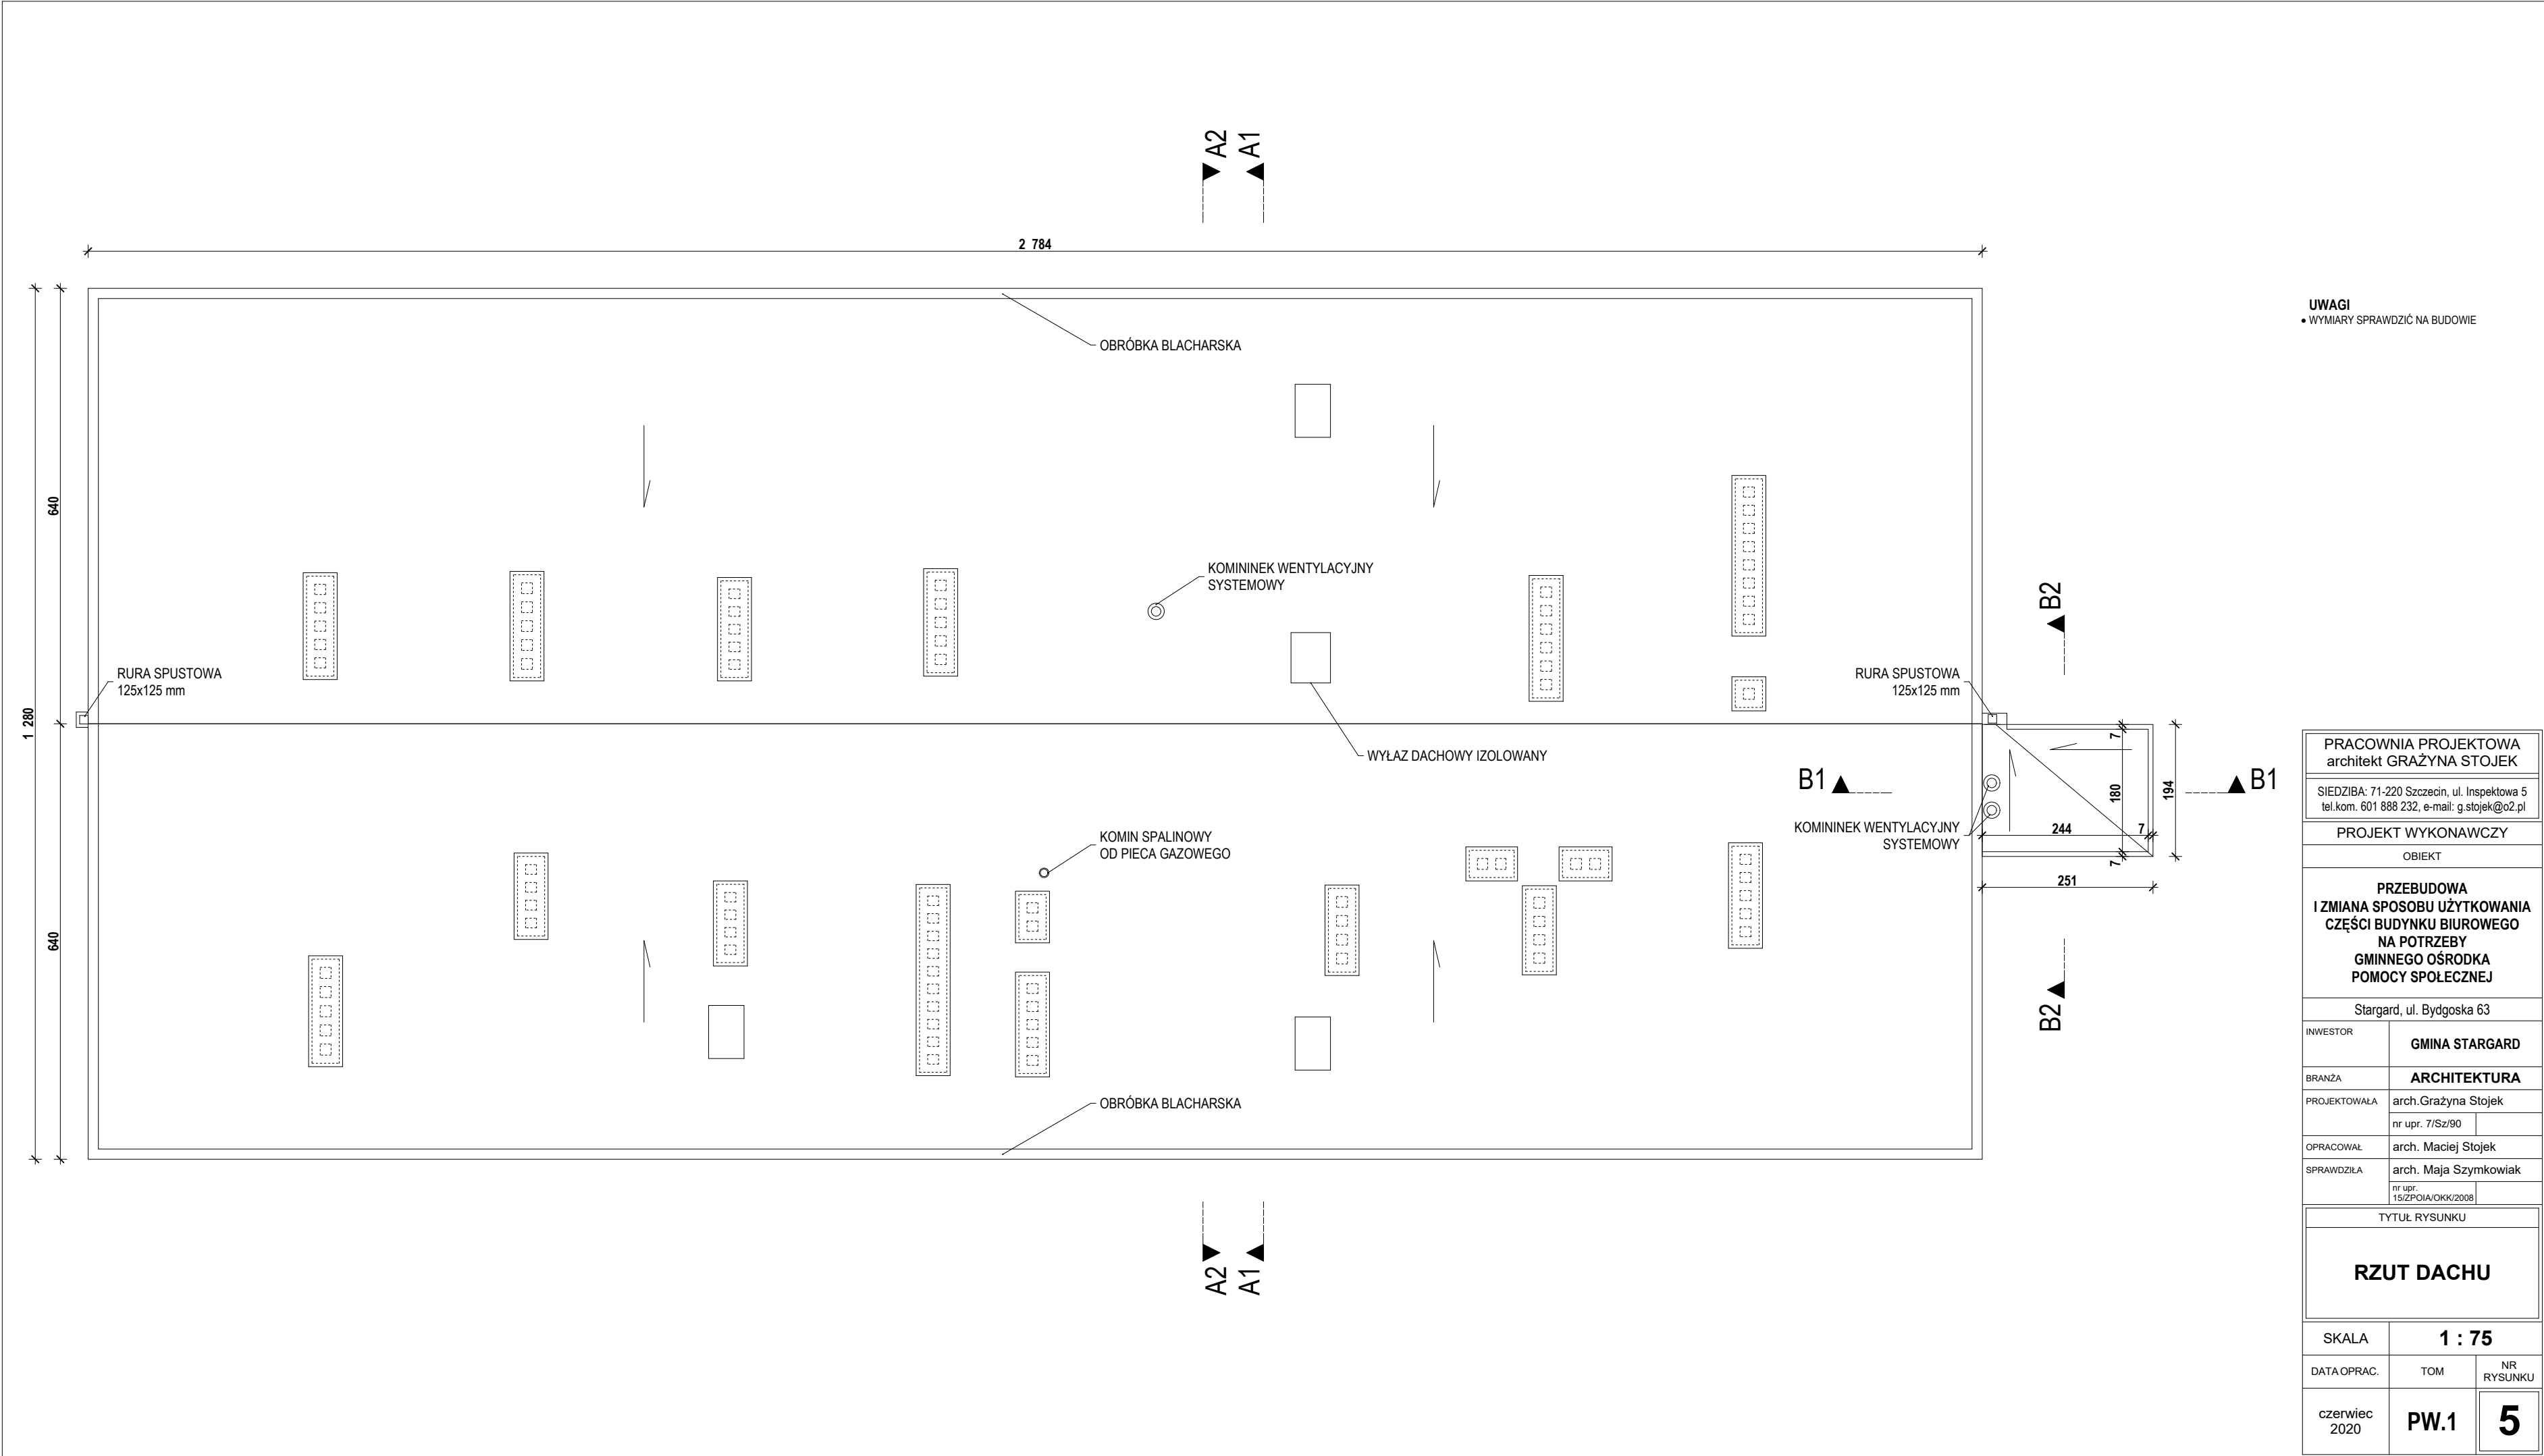 A2
A1
2 784
UWAGI
• WYMIARY SPRAWDZIĆ NA BUDOWIE
OBRÓBKA BLACHARSKA
640
KOMININEK WENTYLACYJNY
SYSTEMOWY
B2
RURA SPUSTOWA
125x125 mm
RURA SPUSTOWA
125x125 mm
1 280
WYŁAZ DACHOWY IZOLOWANY
7
180
194
B1
B1
KOMININEK WENTYLACYJNY
SYSTEMOWY
244
7
7
251
KOMIN SPALINOWY
OD PIECA GAZOWEGO
640
B2
OBRÓBKA BLACHARSKA
A2
A1
PRACOWNIA PROJEKTOWA
architekt GRAŻYNA STOJEK
SIEDZIBA: 71-220 Szczecin, ul. Inspektowa 5
tel.kom. 601 888 232, e-mail: g.stojek@o2.pl
PROJEKT WYKONAWCZY
OBIEKT
PRZEBUDOWA
I ZMIANA SPOSOBU UŻYTKOWANIA
CZĘŚCI BUDYNKU BIUROWEGO
NA POTRZEBY
GMINNEGO OŚRODKA
POMOCY SPOŁECZNEJ
Stargard, ul. Bydgoska 63
INWESTOR
GMINA STARGARD
BRANŻA
ARCHITEKTURA
PROJEKTOWAŁA
arch.Grażyna Stojek
nr upr. 7/Sz/90
OPRACOWAŁ
arch. Maciej Stojek
SPRAWDZIŁA
arch. Maja Szymkowiak
nr upr.
15/ZPOIA/OKK/2008
TYTUŁ RYSUNKU
RZUT DACHU
SKALA
1 : 75
DATA OPRAC.
TOM
NR
RYSUNKU
czerwiec
2020
PW.1
5